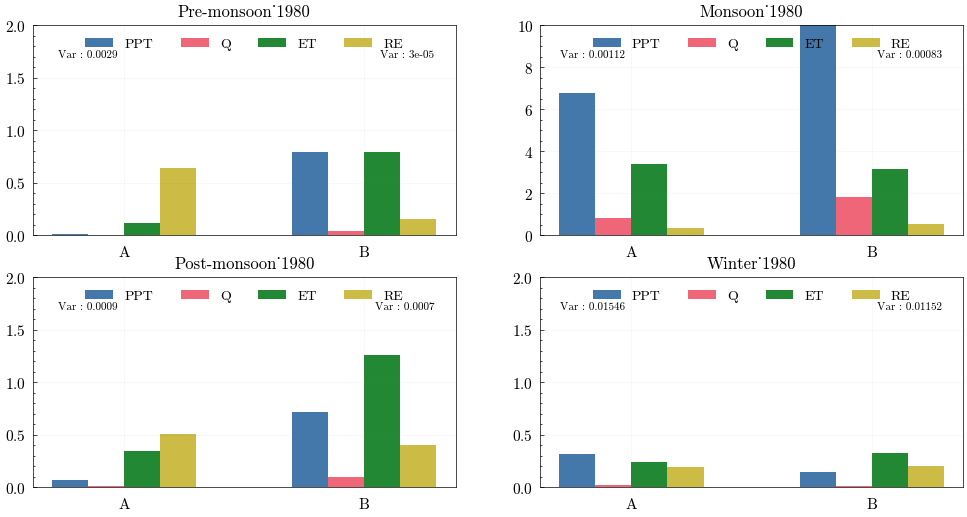 Pre-monsoon˙1980
2.0
1.5
1.0
0.5
0.0
PPT Q ET RE
Var : 0.0029
Var : 3e-05
A B
Monsoon˙1980
10
8
6
4
2
0
PPT Q ET RE
Var : 0.00112
Var : 0.00083
A B
Post-monsoon˙1980
2.0
1.5
1.0
0.5
0.0
PPT Q ET RE
Var : 0.0009
Var : 0.0007
A B
Winter˙1980
2.0
1.5
1.0
0.5
0.0
PPT Q ET RE
Var : 0.01546
Var : 0.01152
A B